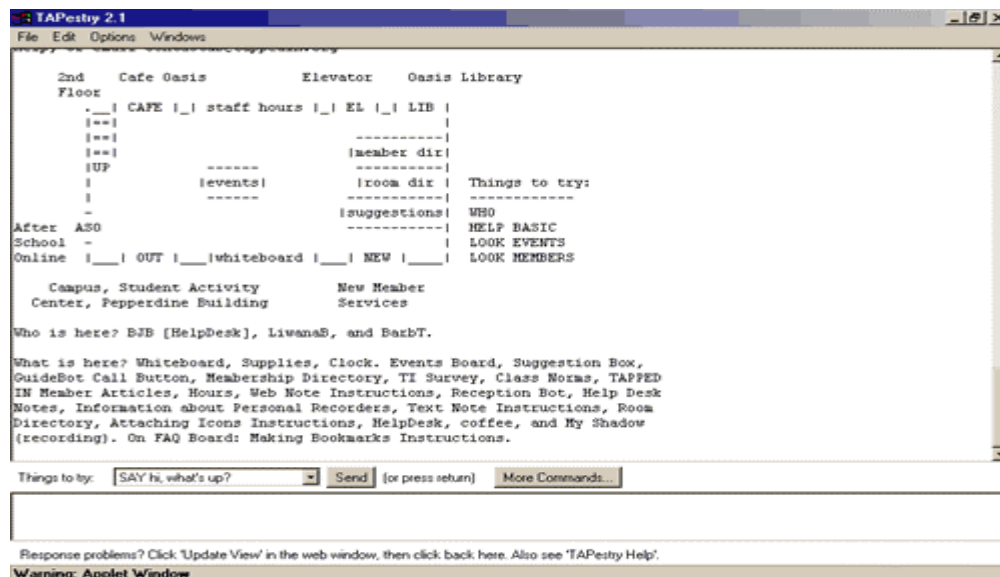 TAPestry 2.1
File Edit Options Windows
2nd Cafe Oasis Elevator Oasis Library
Floor
.__| CAFE |_| staff hours |_| EL |_| LIB |
|==| |
|==| ----------|
|==| |member dir|
|UP ------ ----------|
| |events| |room dir | Things to try:
| ------ -----------| ------------
- |suggestions| WHO
After ASO -----------| HELP BASIC
School - | LOOK EVENTS
Online |___| OUT |___|whiteboard |___| NEW |____| LOOK MEMBERS
Campus, Student Activity New Member
Center, Pepperdine Building Services
Who is here? BJB [HelpDesk], LiwanaB, and BarbT.
What is here? Whiteboard, Supplies, Clock. Events Board, Suggestion Box,
GuideBot Call Button, Membership Directory, TI Survey, Class Norms, TAPPED
IN Member Articles, Hours, Web Note Instructions, Reception Bot, Help Desk
Notes, Information about Personal Recorders, Text Note Instructions, Room
Directory, Attaching Icons Instructions, HelpDesk, coffee, and My Shadow
(recording). On FAQ Board: Making Bookmarks Instructions.
Things to try: SAY hi, what's up? Send (or press return) More Commands...
Response problems? Click 'Update View' in the web window, then click back here. Also see 'TAPestry Help'.
Warning: Applet Window